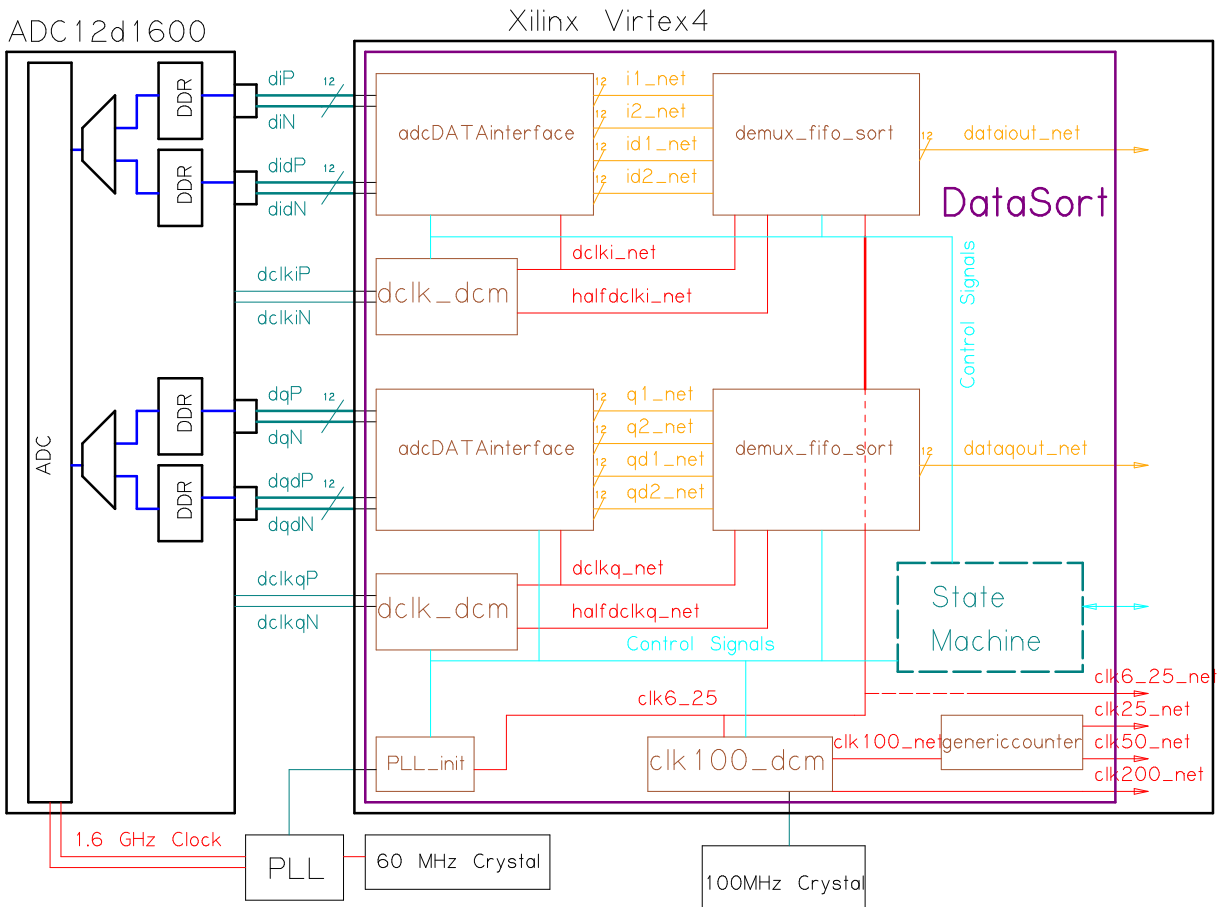 Xilinx Virtex4
ADC12d1600
ADC
DDR
diP
12
diN
DDR
didP
12
didN
adcDATAinterface
12 i1_net
12 i2_net
12 id1_net
12 id2_net
demux_fifo_sort
12
dataiout_net
DataSort
dclkiP
dclkiN
dclk_dcm
dclki_net
halfdclki_net
Control Signals
DDR
dqP
12
dqN
DDR
dqdP
12
dqdN
adcDATAinterface
12 q1_net
12 q2_net
12 qd1_net
12 qd2_net
demux_fifo_sort
12
dataqout_net
dclkqP
dclkqN
dclk_dcm
dclkq_net
halfdclkq_net
Control Signals
State
Machine
clk6_25
clk6_25_net
clk25_net
clk50_net
clk200_net
PLL_init
clk100_dcm
clk100_net
genericcounter
1.6 GHz Clock
PLL
60 MHz Crystal
100MHz Crystal